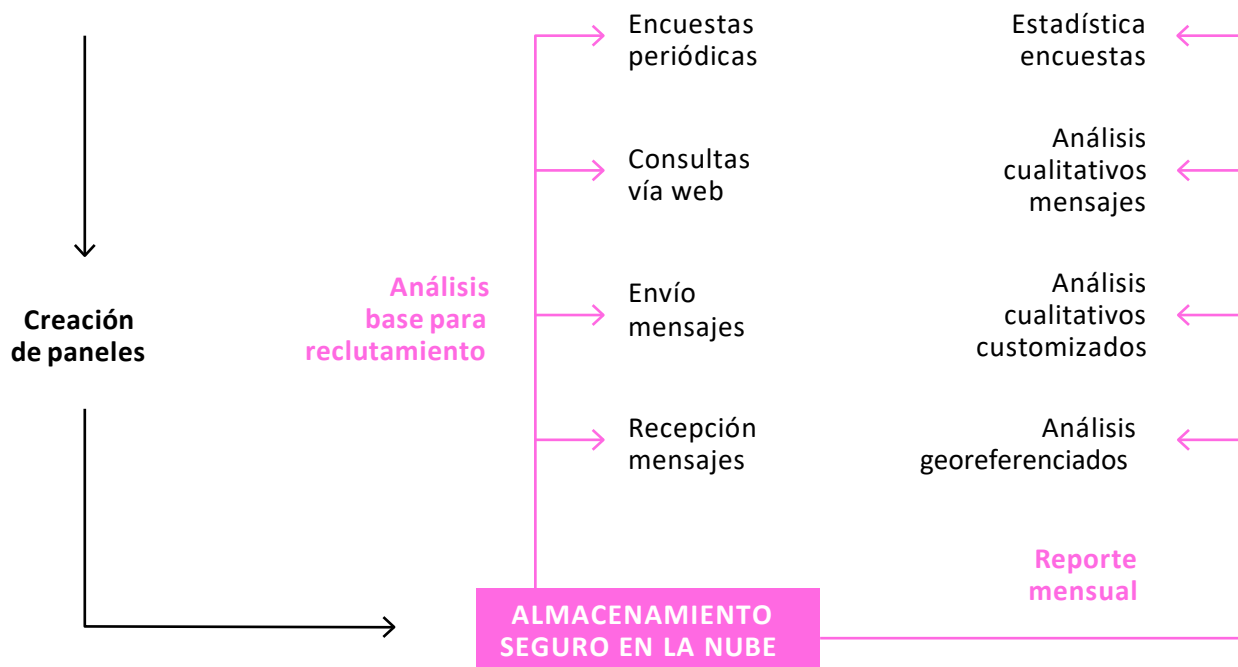 Encuestas
periódicas
Estadística
encuestas
Consultas
vía web
Análisis
cualitativos
mensajes
Creación
de paneles
Análisis
base para
reclutamiento
Envío
mensajes
Análisis
cualitativos
customizados
Recepción
mensajes
Análisis
georeferenciados
Reporte
mensual
ALMACENAMIENTO
SEGURO EN LA NUBE